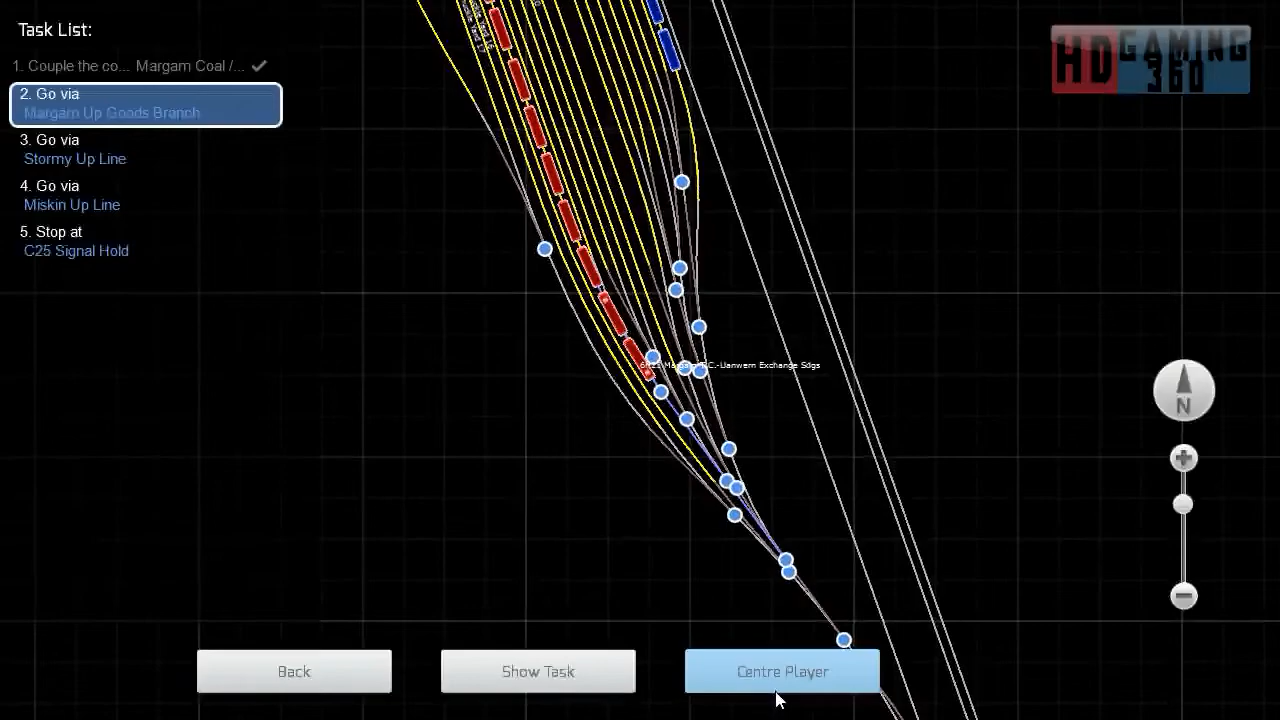 Task List:
1. Couple the co... Margam Coal /...
2. Go via
Margam Up Goods Branch
3. Go via
Stormy Up Line
4. Go via
Miskin Up Line
5. Stop at
C25 Signal Hold
HD GAMING 360
.-Llanwern Exchange Sdgs
N
Back
Show Task
Centre Player